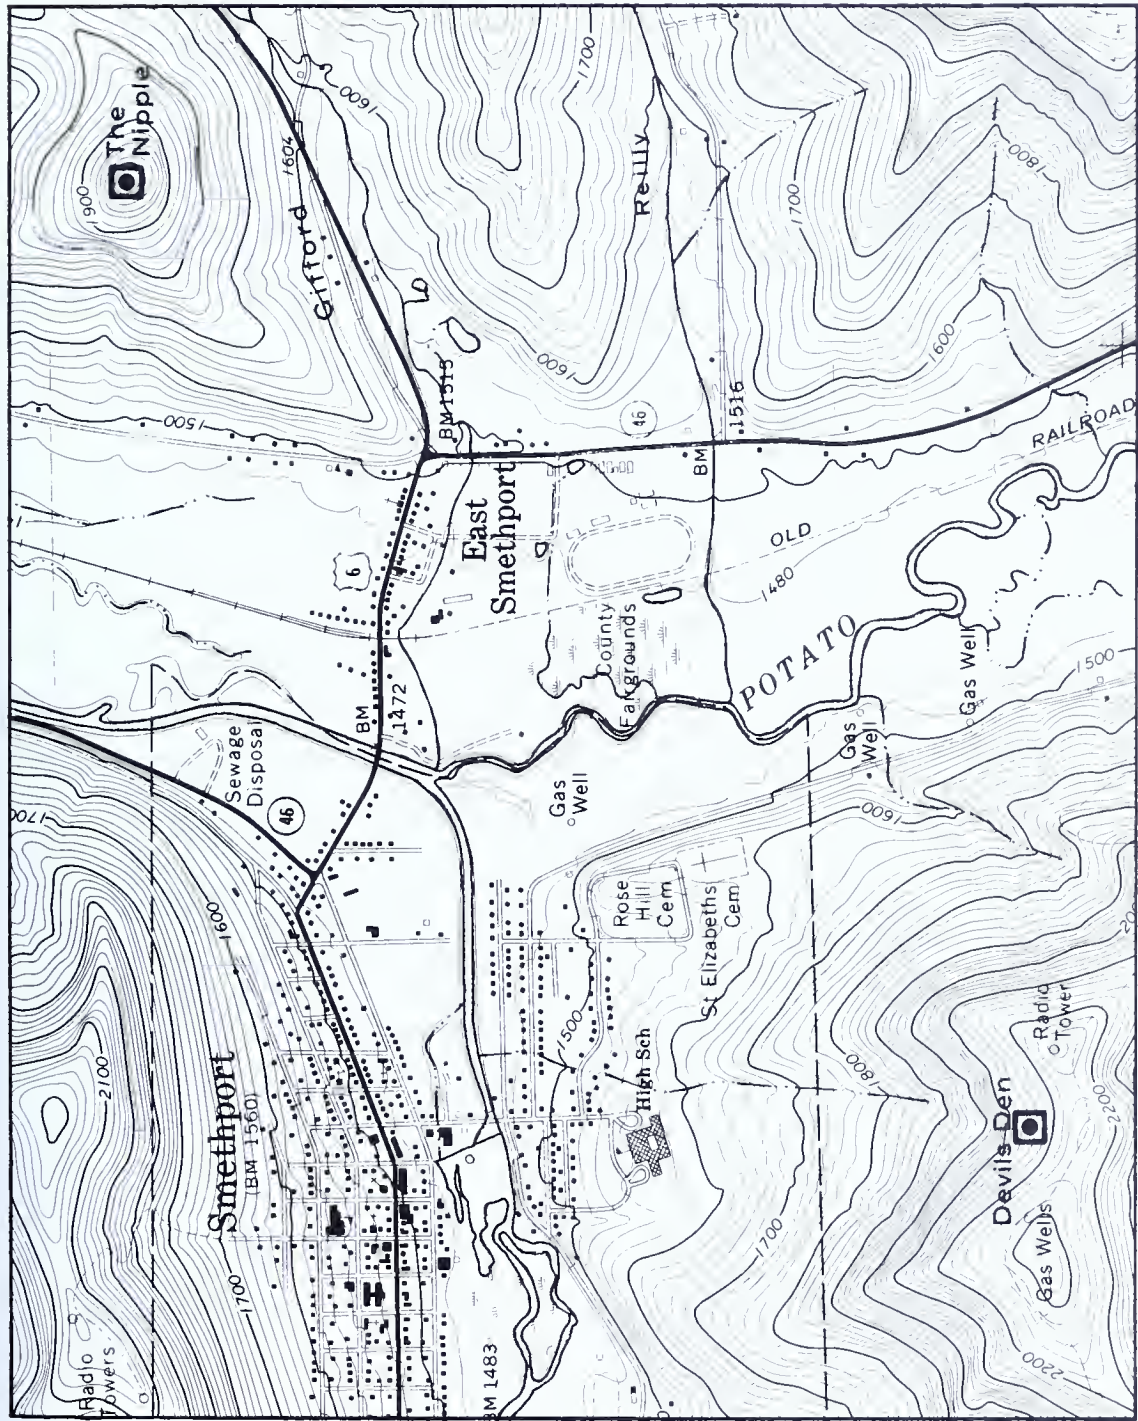 The
Nipple
1900
Gifford
1604
1600
1700
Reilly
1700
1800
1600
1500
BM 1515
1600
46
BM
1516
RAILROAD
OLD
1480
6
East
Smethport
County
Fairgrounds
POTATO
Gas Well
1500
BM
1472
Sewage
Disposal
46
Gas
Well
Gas
Well
1600
1700
1600
Rose
Hill
Cem
St Elizabeths
Cem
Radio
Tower
2100
Smethport
(BM 1560)
1500
High Sch
1800
Devils Den
2200
1700
1700
Gas Wells
2200
Radio
Towers
BM 1483